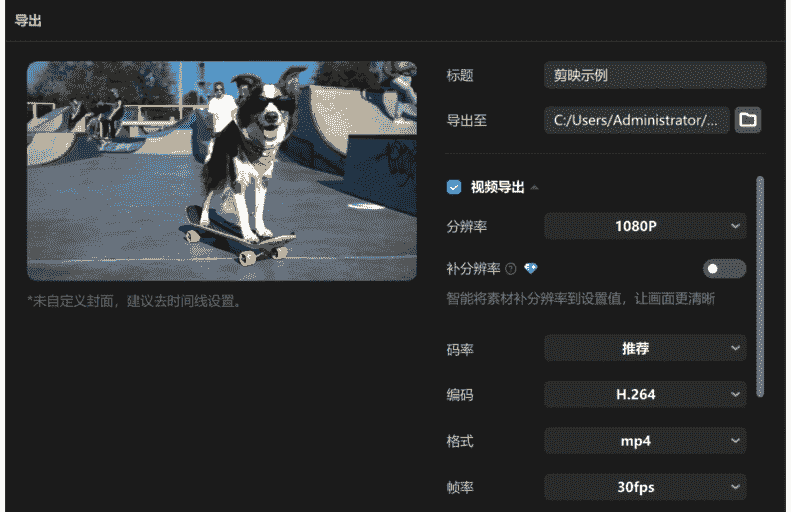 导出
标题 剪映示例
导出至 C:/Users/Administrator/...
视频导出
分辨率 1080P
补分辨率
智能将素材补分辨率到设置值，让画面更清晰
*未自定义封面，建议去时间线设置。
码率 推荐
编码 H.264
格式 mp4
帧率 30fps